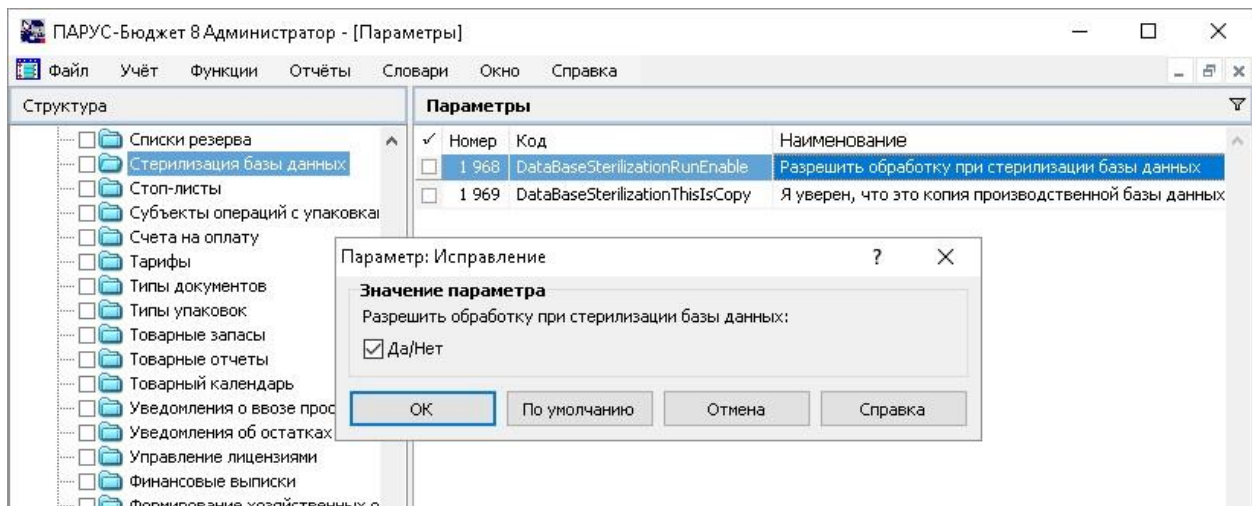 ПАРУС-Бюджет 8 Администратор - [Параметры]
Файл Учёт Функции Отчёты Словари Окно Справка
Структура
Параметры
Списки резерва
Стерилизация базы данных
Стоп-листы
Субъекты операций с упаковка
Счета на оплату
Тарифы
Типы документов
Типы упаковок
Товарные запасы
Товарные отчеты
Товарный календарь
Уведомления о ввозе прос
Уведомления об остатках
Управление лицензиями
Финансовые выписки
Формирование хозяйственных о
Номер Код Наименование
1 968 DataBaseSterilizationRunEnable Разрешить обработку при стерилизации базы данных
1 969 DataBaseSterilizationThisIsCopy Я уверен, что это копия производственной базы данных
Параметр: Исправление ?
Значение параметра
Разрешить обработку при стерилизации базы данных:
Да/Нет
ОК По умолчанию Отмена Справка